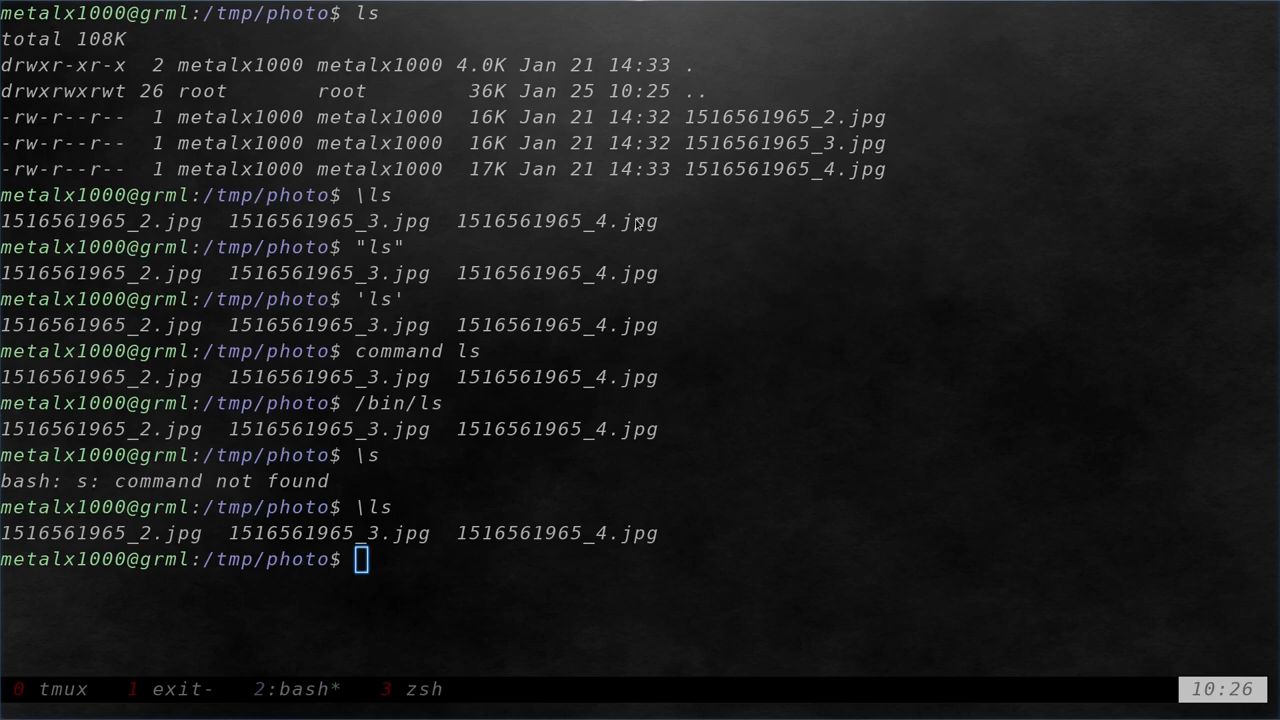 metalx1000@grml:/tmp/photo$ ls
total 108K
drwxr-xr-x  2 metalx1000 metalx1000 4.0K Jan 21 14:33 .
drwxrwxrwt 26 root       root        36K Jan 25 10:25 ..
-rw-r--r--  1 metalx1000 metalx1000  16K Jan 21 14:32 1516561965_2.jpg
-rw-r--r--  1 metalx1000 metalx1000  16K Jan 21 14:32 1516561965_3.jpg
-rw-r--r--  1 metalx1000 metalx1000  17K Jan 21 14:33 1516561965_4.jpg
metalx1000@grml:/tmp/photo$ \ls
1516561965_2.jpg  1516561965_3.jpg  1516561965_4.jpg
metalx1000@grml:/tmp/photo$ "ls"
1516561965_2.jpg  1516561965_3.jpg  1516561965_4.jpg
metalx1000@grml:/tmp/photo$ 'ls'
1516561965_2.jpg  1516561965_3.jpg  1516561965_4.jpg
metalx1000@grml:/tmp/photo$ command ls
1516561965_2.jpg  1516561965_3.jpg  1516561965_4.jpg
metalx1000@grml:/tmp/photo$ /bin/ls
1516561965_2.jpg  1516561965_3.jpg  1516561965_4.jpg
metalx1000@grml:/tmp/photo$ \s
bash: s: command not found
metalx1000@grml:/tmp/photo$ \ls
1516561965_2.jpg  1516561965_3.jpg  1516561965_4.jpg
metalx1000@grml:/tmp/photo$
0 tmux   1 exit-   2:bash*   3 zsh   10:26